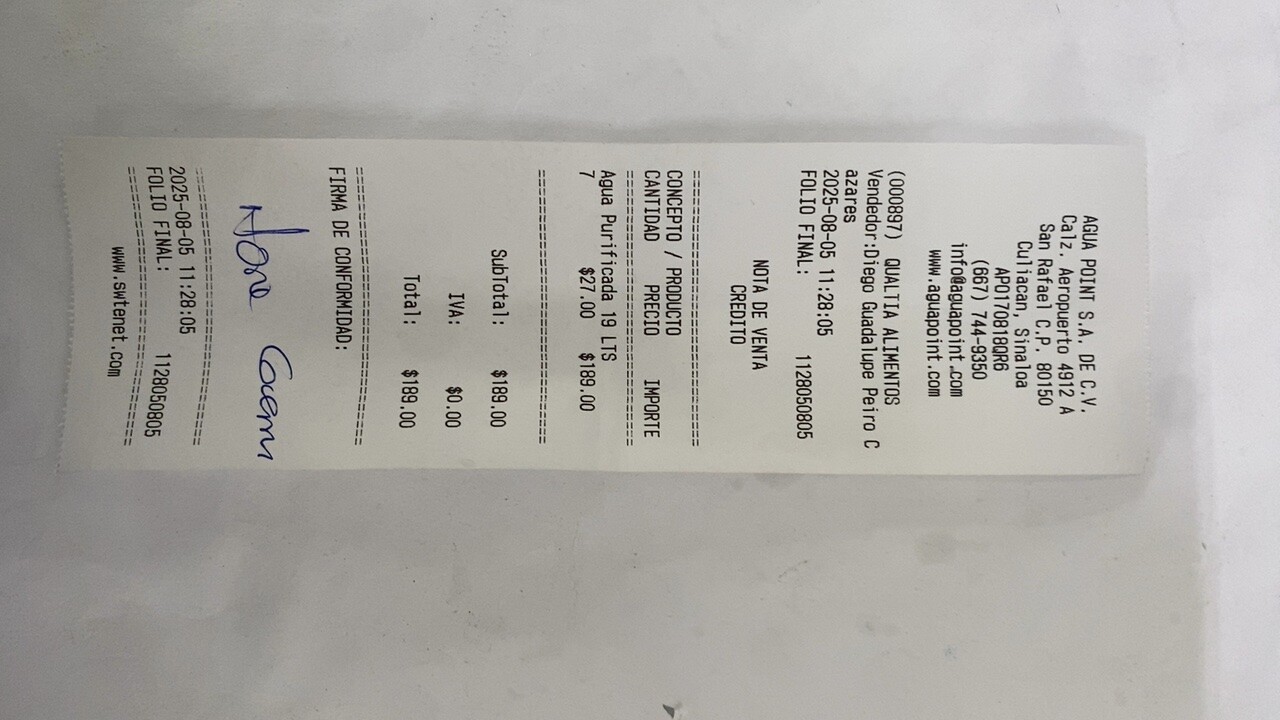 AGUA POINT S.A. DE C.V.
Calz. Aeropuerto 4912 A
San Rafael C.P. 80150
Culiacan, Sinaloa
APO170818QR6
(667) 744-9350
info@aguapoint.com
www.aguapoint.com
(000897) QUALTIA ALIMENTOS
Vendedor:Diego Guadalupe Peiro C
azares
2025-08-05 11:28:05
FOLIO FINAL: 1128050805
NOTA DE VENTA
CREDITO
================================
CONCEPTO / PRODUCTO
CANTIDAD PRECIO IMPORTE
================================
Agua Purificada 19 LTS
7 $27.00 $189.00
================================
SubTotal: $189.00
IVA: $0.00
Total: $189.00
================================
FIRMA DE CONFORMIDAD:
================================
2025-08-05 11:28:05
FOLIO FINAL: 1128050805
================================
www.swtenet.com